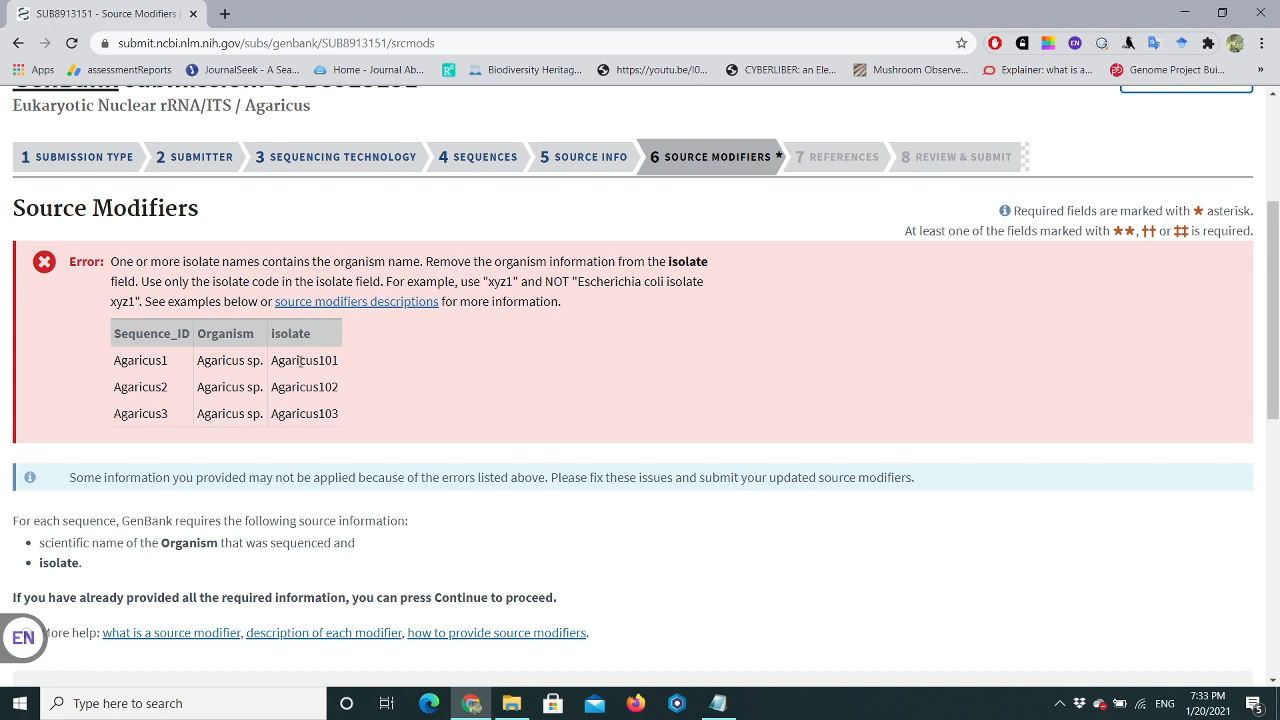 SUB8913151 - Source Modifiers |
submit.ncbi.nlm.nih.gov/subs/genbank/SUB8913151/srcmods
Apps
assessmentReports
JournalSeek - A Sea...
Home - Journal Ab...
Biodiversity Heritag...
https://youtu.be/I0...
CYBERLIBER: an Ele...
Mushroom Observe...
Explainer: what is a...
Genome Project Bui...
»
Eukaryotic Nuclear rRNA/ITS / Agaricus
1 SUBMISSION TYPE
2 SUBMITTER
3 SEQUENCING TECHNOLOGY
4 SEQUENCES
5 SOURCE INFO
6 SOURCE MODIFIERS *
7 REFERENCES
8 REVIEW & SUBMIT
Source Modifiers
Required fields are marked with * asterisk.
At least one of the fields marked with **, †† or ‡‡ is required.
Error: One or more isolate names contains the organism name. Remove the organism information from the isolate
field. Use only the isolate code in the isolate field. For example, use "xyz1" and NOT "Escherichia coli isolate
xyz1". See examples below or source modifiers descriptions for more information.
Sequence_ID Organism isolate
Agaricus1 Agaricus sp. Agaricus101
Agaricus2 Agaricus sp. Agaricus102
Agaricus3 Agaricus sp. Agaricus103
Some information you provided may not be applied because of the errors listed above. Please fix these issues and submit your updated source modifiers.
For each sequence, GenBank requires the following source information:
• scientific name of the Organism that was sequenced and
• isolate.
If you have already provided all the required information, you can press Continue to proceed.
EN
More help: what is a source modifier, description of each modifier, how to provide source modifiers.
Type here to search
ENG
7:33 PM
1/20/2021
5